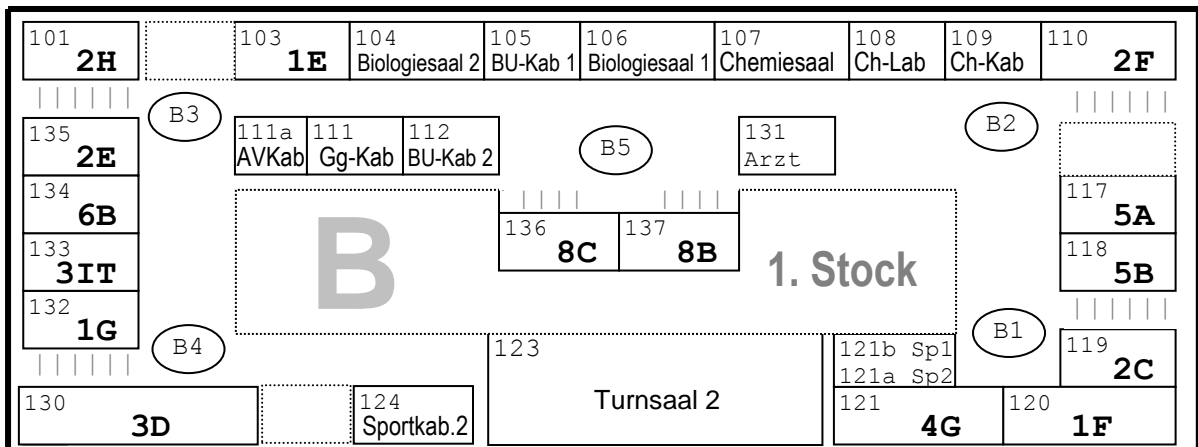 101 2H
103 1E
104 Biologiesaal 2
105 BU-Kab 1
106 Biologiesaal 1
107 Chemiesaal
108 Ch-Lab
109 Ch-Kab
110 2F
B3
B2
135 2E
111a AVKab
111 Gg-Kab
112 BU-Kab 2
B5
131 Arzt
134 6B
117 5A
136 8C
137 8B
133 3IT
B
1. Stock
118 5B
132 1G
B4
B1
123 Turnsaal 2
121b Sp1
121a Sp2
119 2C
130 3D
124 Sportkab.2
121 4G
120 1F